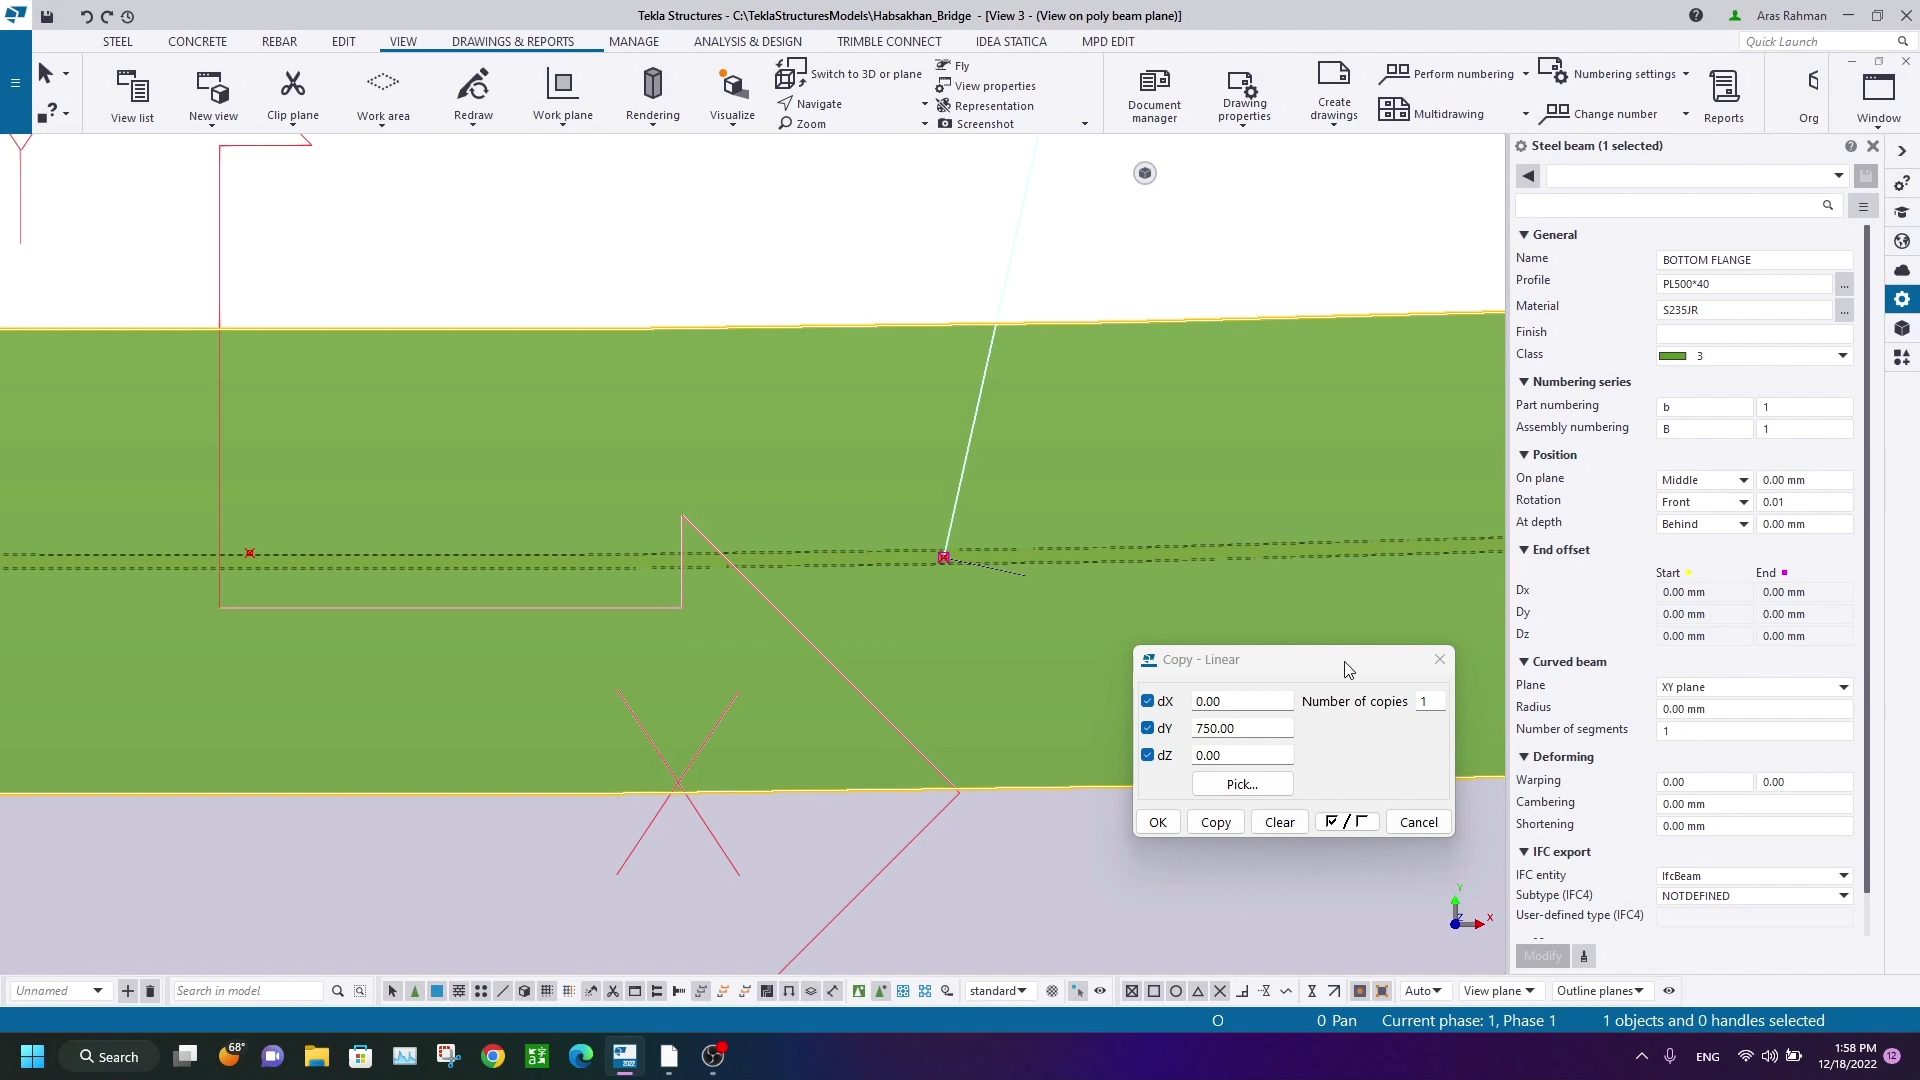 Tekla Structures - C:\TeklaStructuresModels\Habsakhan_Bridge - [View 3 - (View on poly beam plane)]
Aras Rahman
STEEL CONCRETE REBAR EDIT VIEW DRAWINGS & REPORTS MANAGE ANALYSIS & DESIGN TRIMBLE CONNECT IDEA STATICA MPD EDIT
Quick Launch
View list
New view
Clip plane
Work area
Redraw
Work plane
Rendering
Visualize
Switch to 3D or plane
Navigate
Zoom
Fly
View properties
Representation
Screenshot
Document manager
Drawing properties
Create drawings
Perform numbering
Multidrawing
Numbering settings
Change number
Reports
Org
Window
Steel beam (1 selected)
General
Name BOTTOM FLANGE
Profile PL500*40 ...
Material S235JR ...
Finish
Class 3
Numbering series
Part numbering b 1
Assembly numbering B 1
Position
On plane Middle 0.00 mm
Rotation Front 0.01
At depth Behind 0.00 mm
End offset
Start End
Dx 0.00 mm 0.00 mm
Dy 0.00 mm 0.00 mm
Dz 0.00 mm 0.00 mm
Curved beam
Plane XY plane
Radius 0.00 mm
Number of segments 1
Deforming
Warping 0.00 0.00
Cambering 0.00 mm
Shortening 0.00 mm
IFC export
IFC entity IfcBeam
Subtype (IFC4) NOTDEFINED
User-defined type (IFC4)
Modify
Copy - Linear
dX 0.00 Number of copies 1
dY 750.00
dZ 0.00
Pick...
OK Copy Clear / Cancel
Y
Z X
Unnamed Search in model standard Auto View plane Outline planes
O 0 Pan Current phase: 1, Phase 1 1 objects and 0 handles selected
Search 68° 2022 ENG 1:58 PM
12/18/2022 12